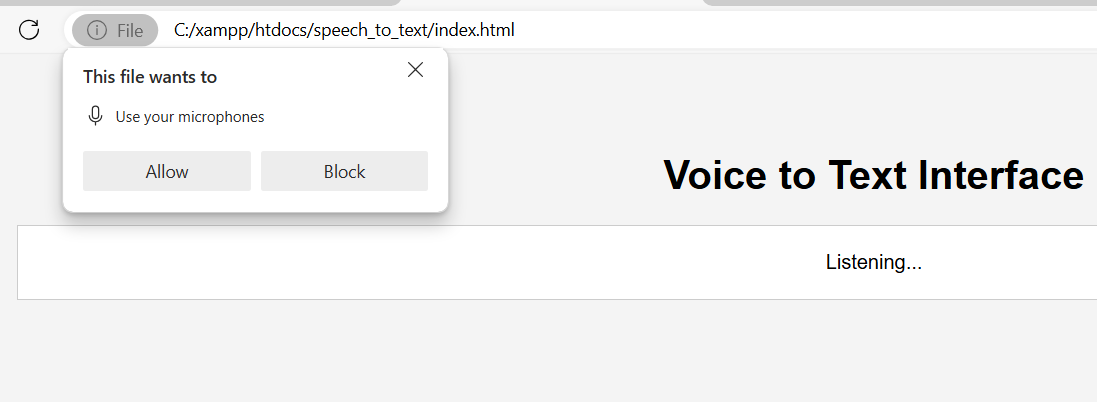 File C:/xampp/htdocs/speech_to_text/index.html
This file wants to
Use your microphones
Allow Block
Voice to Text Interface
Listening...